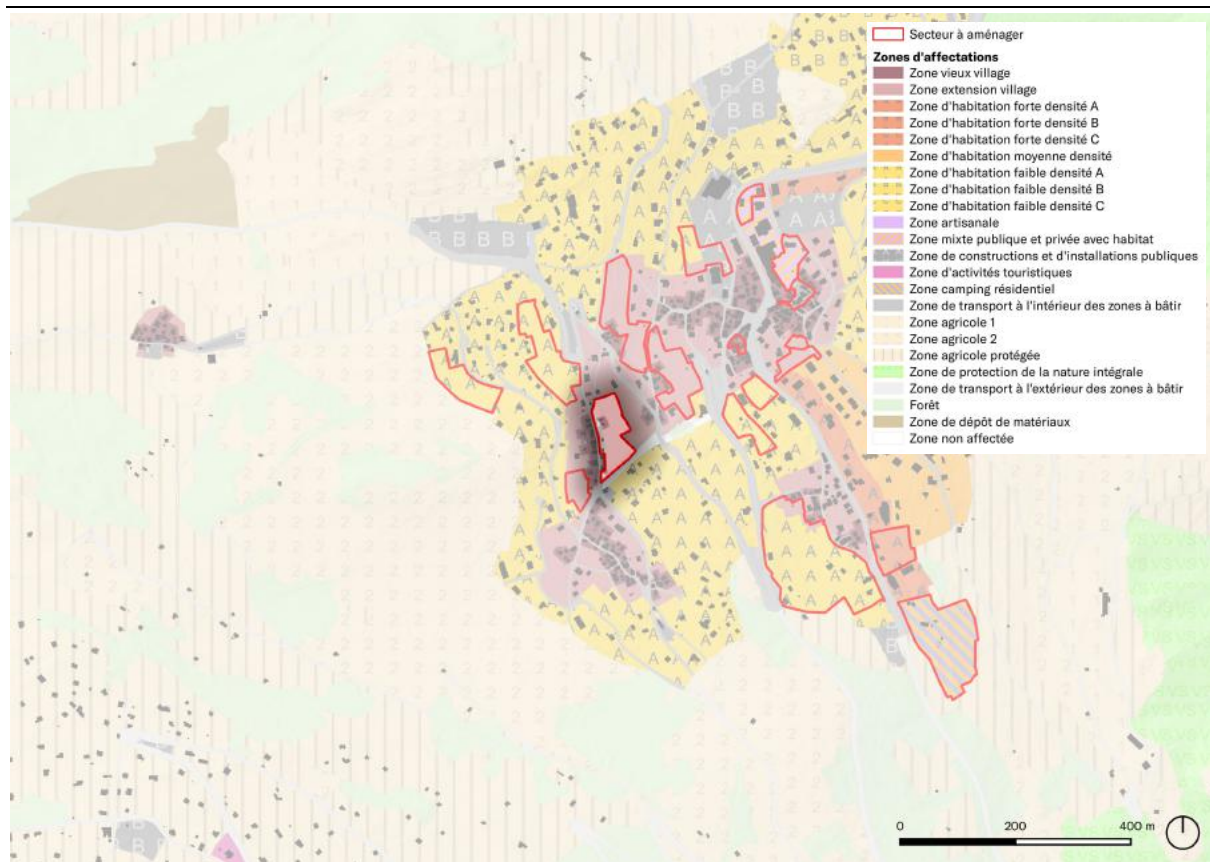 Secteur à aménager
Zones d'affectations
Zone vieux village
Zone extension village
Zone d'habitation forte densité A
Zone d'habitation forte densité B
Zone d'habitation forte densité C
Zone d'habitation moyenne densité
Zone d'habitation faible densité A
Zone d'habitation faible densité B
Zone d'habitation faible densité C
Zone artisanale
Zone mixte publique et privée avec habitat
Zone de constructions et d'installations publiques
Zone d'activités touristiques
Zone camping résidentiel
Zone de transport à l'intérieur des zones à bâtir
Zone agricole 1
Zone agricole 2
Zone agricole protégée
Zone de protection de la nature intégrale
Zone de transport à l'extérieur des zones à bâtir
Forêt
Zone de dépôt de matériaux
Zone non affectée
0 200 400 m